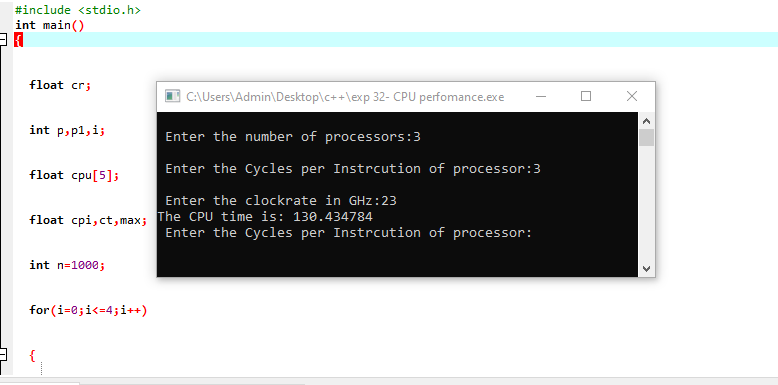 #include <stdio.h>
int main()
{
float cr;
int p,p1,i;
float cpu[5];
float cpi,ct,max;
int n=1000;
for(i=0;i<=4;i++)
{
C:\Users\Admin\Desktop\c++\exp 32- CPU perfomance.exe
Enter the number of processors:3
Enter the Cycles per Instrcution of processor:3
Enter the clockrate in GHz:23
The CPU time is: 130.434784
Enter the Cycles per Instrcution of processor: